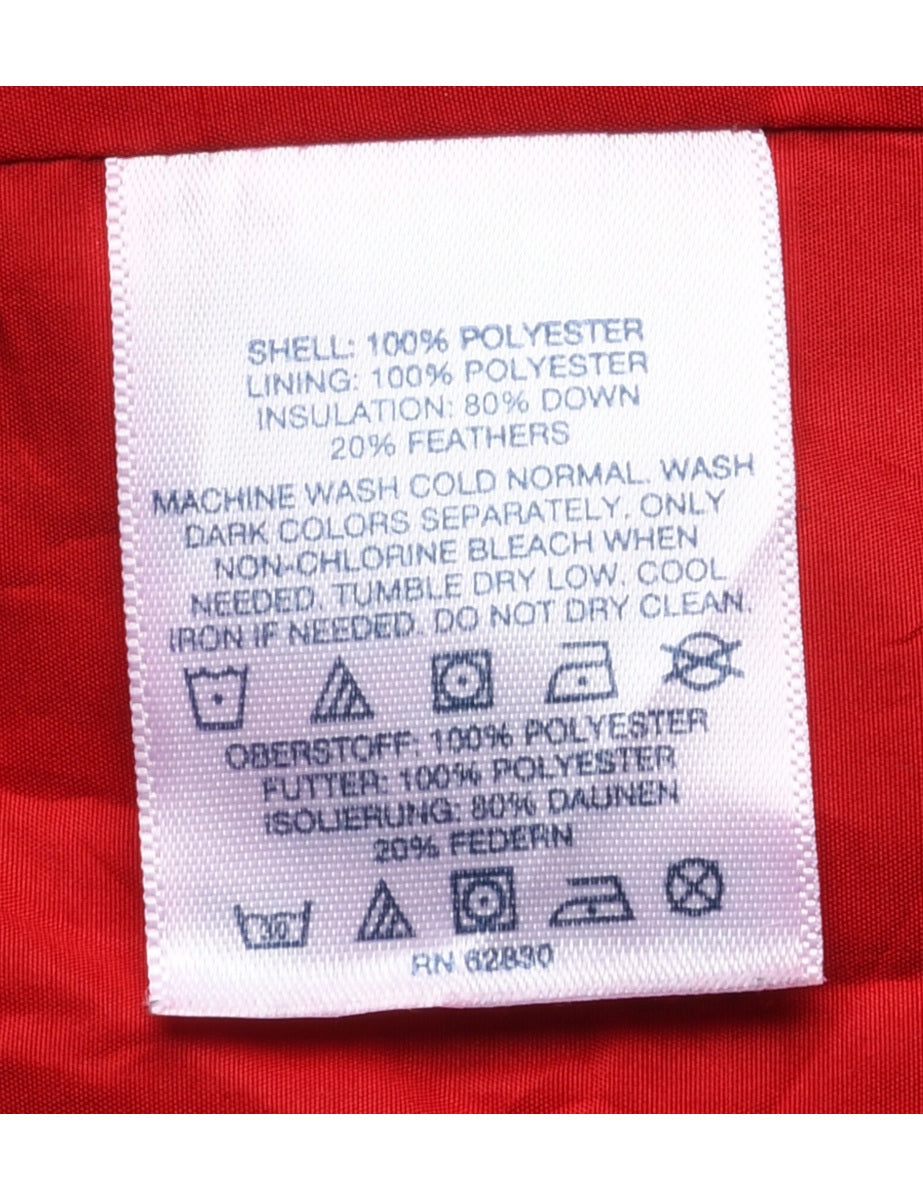 SHELL: 100% POLYESTER
LINING: 100% POLYESTER
INSULATION: 80% DOWN
20% FEATHERS
MACHINE WASH COLD NORMAL. WASH
DARK COLORS SEPARATELY. ONLY
NON-CHLORINE BLEACH WHEN
NEEDED. TUMBLE DRY LOW. COOL
IRON IF NEEDED. DO NOT DRY CLEAN.
OBERSTOFF: 100% POLYESTER
FUTTER: 100% POLYESTER
ISOLIERUNG: 80% DAUNEN
20% FEDERN
30
RN 62830